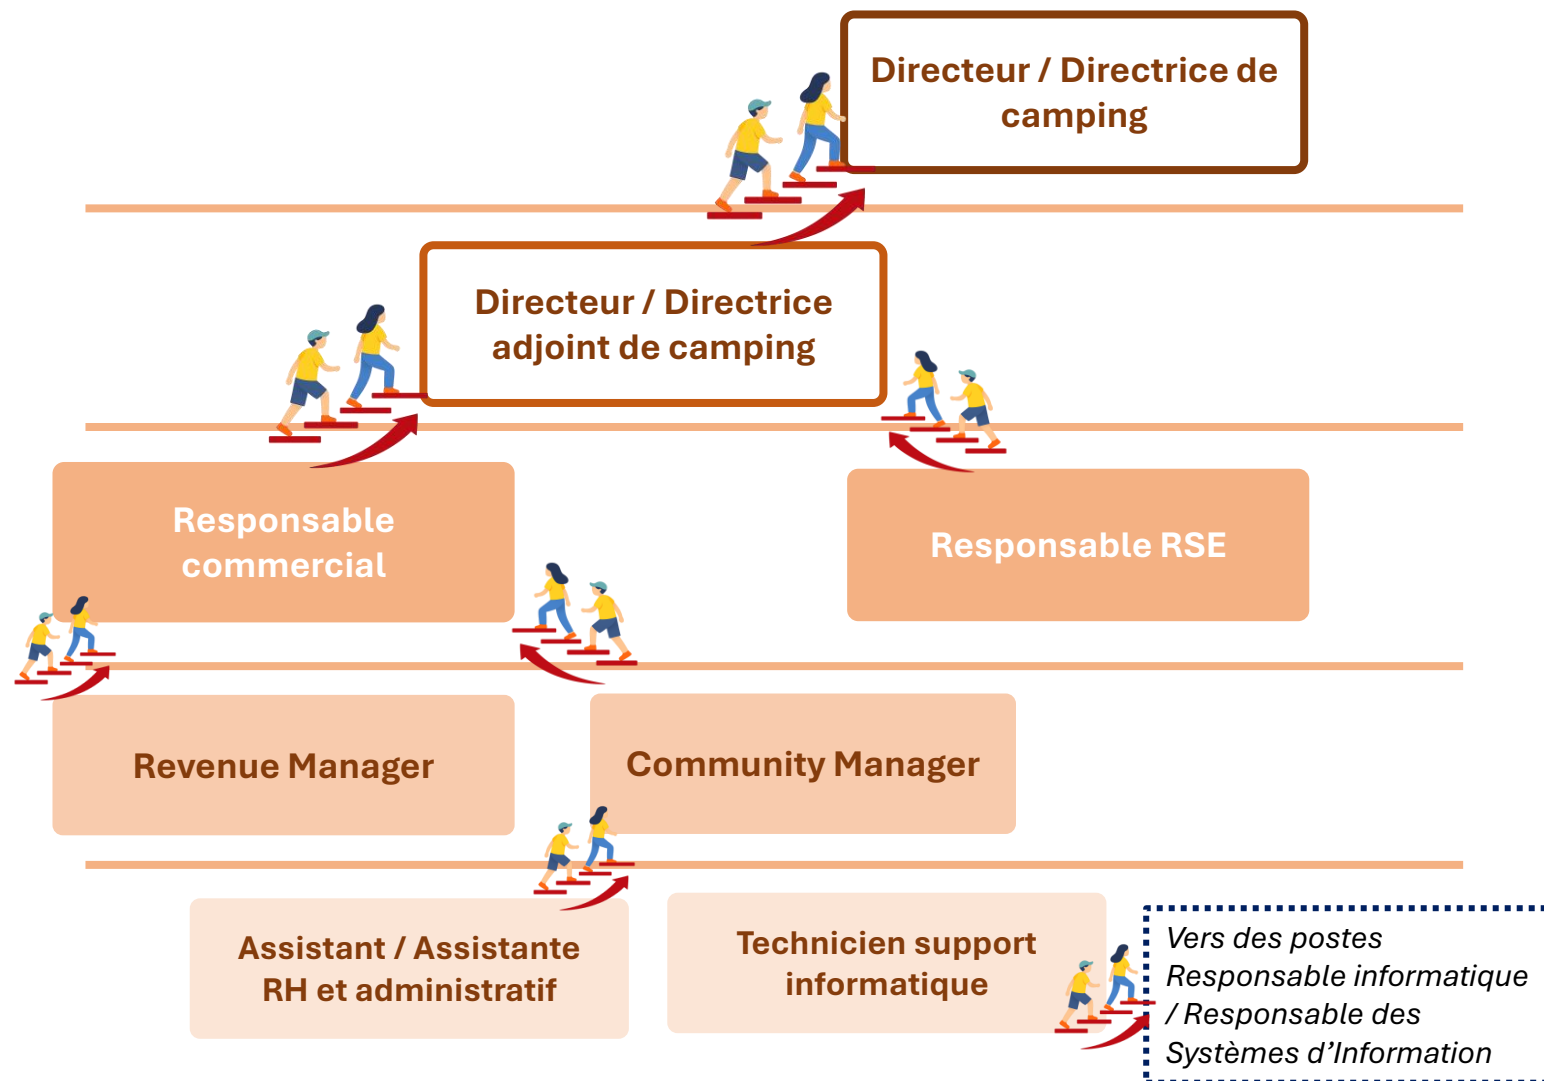 Directeur / Directrice de
camping
Directeur / Directrice
adjoint de camping
Responsable
commercial
Responsable RSE
Revenue Manager
Community Manager
Assistant / Assistante
RH et administratif
Technicien support
informatique
Vers des postes
Responsable informatique
/ Responsable des
Systèmes d’Information